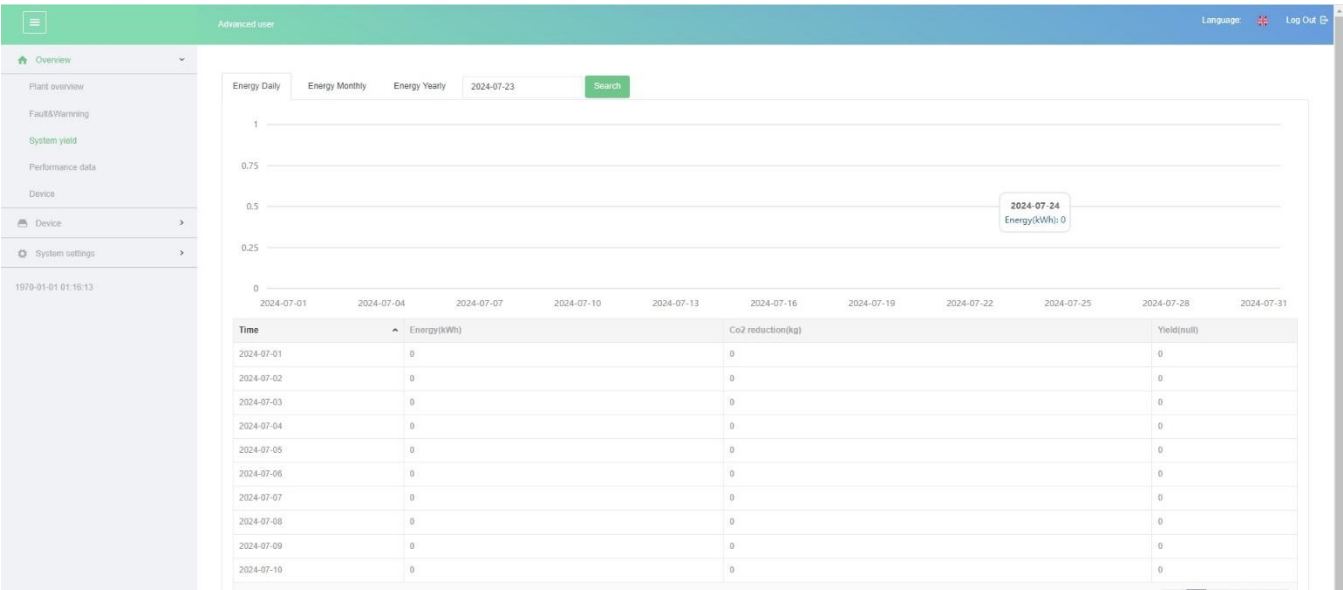 Advanced user
Language:
Log Out
Overview
Plant overview
Fault&Warnning
System yield
Performance data
Device
Device
System settings
1979-01-01 01:16:13
Energy Daily Energy Monthly Energy Yearly 2024-07-23 Search
1
0.75
0.5
0.25
0
2024-07-24
Energy(kWh): 0
2024-07-01 2024-07-04 2024-07-07 2024-07-10 2024-07-13 2024-07-16 2024-07-19 2024-07-22 2024-07-25 2024-07-28 2024-07-31
Time Energy(kWh) Co2 reduction(kg) Yield(null)
2024-07-01 0 0 0
2024-07-02 0 0 0
2024-07-03 0 0 0
2024-07-04 0 0 0
2024-07-05 0 0 0
2024-07-06 0 0 0
2024-07-07 0 0 0
2024-07-08 0 0 0
2024-07-09 0 0 0
2024-07-10 0 0 0